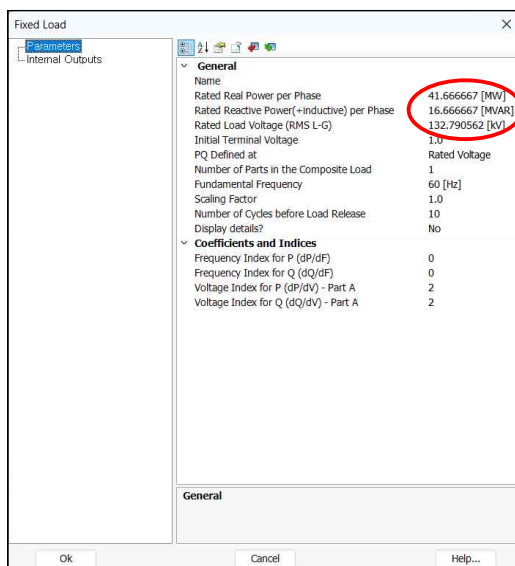 Fixed Load
Parameters
Internal Outputs
General
Name
Rated Real Power per Phase 41.666667 [MW]
Rated Reactive Power(+inductive) per Phase 16.666667 [MVAR]
Rated Load Voltage (RMS L-G) 132.790562 [kV]
Initial Terminal Voltage 1.0
PQ Defined at Rated Voltage
Number of Parts in the Composite Load 1
Fundamental Frequency 60 [Hz]
Scaling Factor 1.0
Number of Cycles before Load Release 10
Display details? No
Coefficients and Indices
Frequency Index for P (dP/dF) 0
Frequency Index for Q (dQ/dF) 0
Voltage Index for P (dP/dV) - Part A 2
Voltage Index for Q (dQ/dV) - Part A 2
General
Ok Cancel Help...